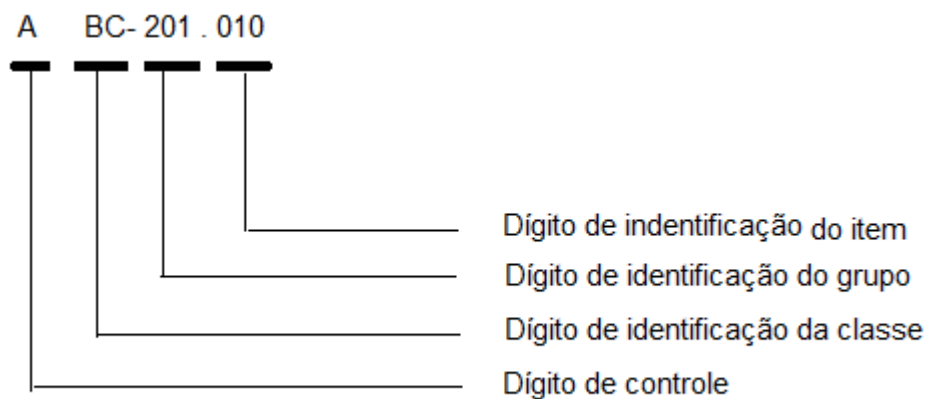 A BC- 201 . 010
Dígito de indentificação do item
Dígito de identificação do grupo
Dígito de identificação da classe
Dígito de controle